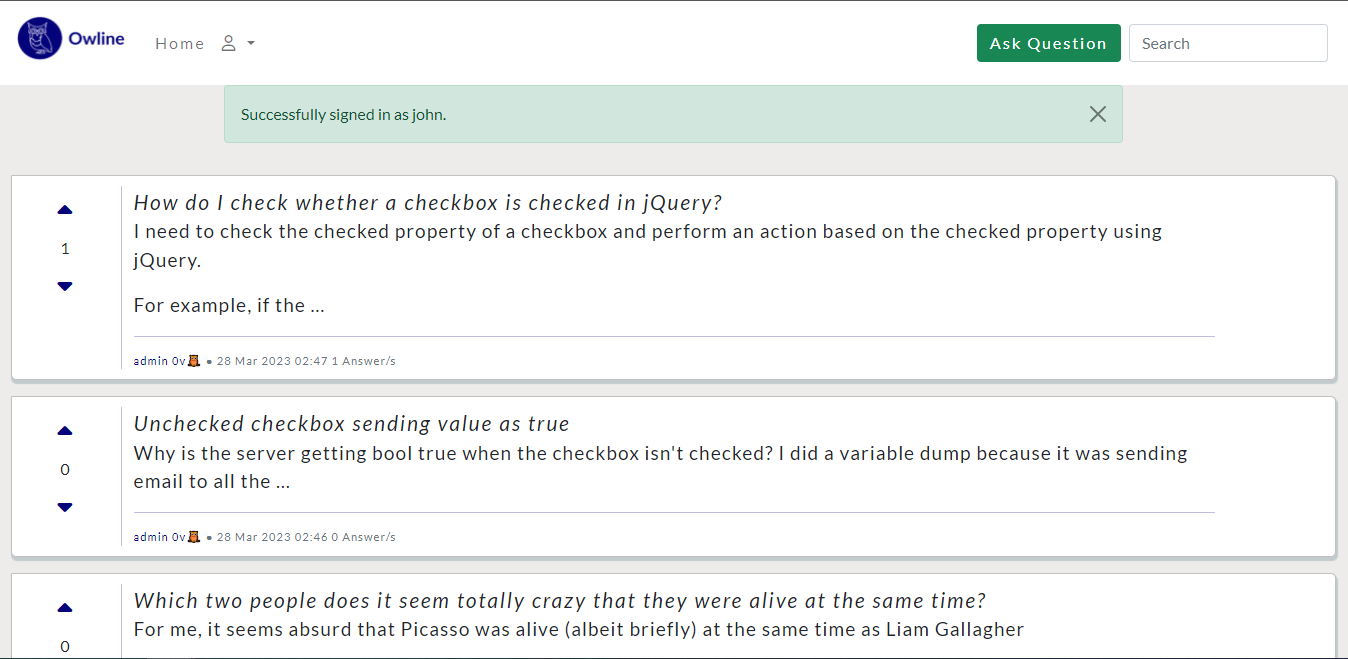 Owline
Home
Ask Question
Search
Successfully signed in as john.
How do I check whether a checkbox is checked in jQuery?
1
I need to check the checked property of a checkbox and perform an action based on the checked property using
jQuery.
For example, if the ...
admin 0v • 28 Mar 2023 02:47 1 Answer/s
Unchecked checkbox sending value as true
0
Why is the server getting bool true when the checkbox isn't checked? I did a variable dump because it was sending
email to all the ...
admin 0v • 28 Mar 2023 02:46 0 Answer/s
Which two people does it seem totally crazy that they were alive at the same time?
0
For me, it seems absurd that Picasso was alive (albeit briefly) at the same time as Liam Gallagher